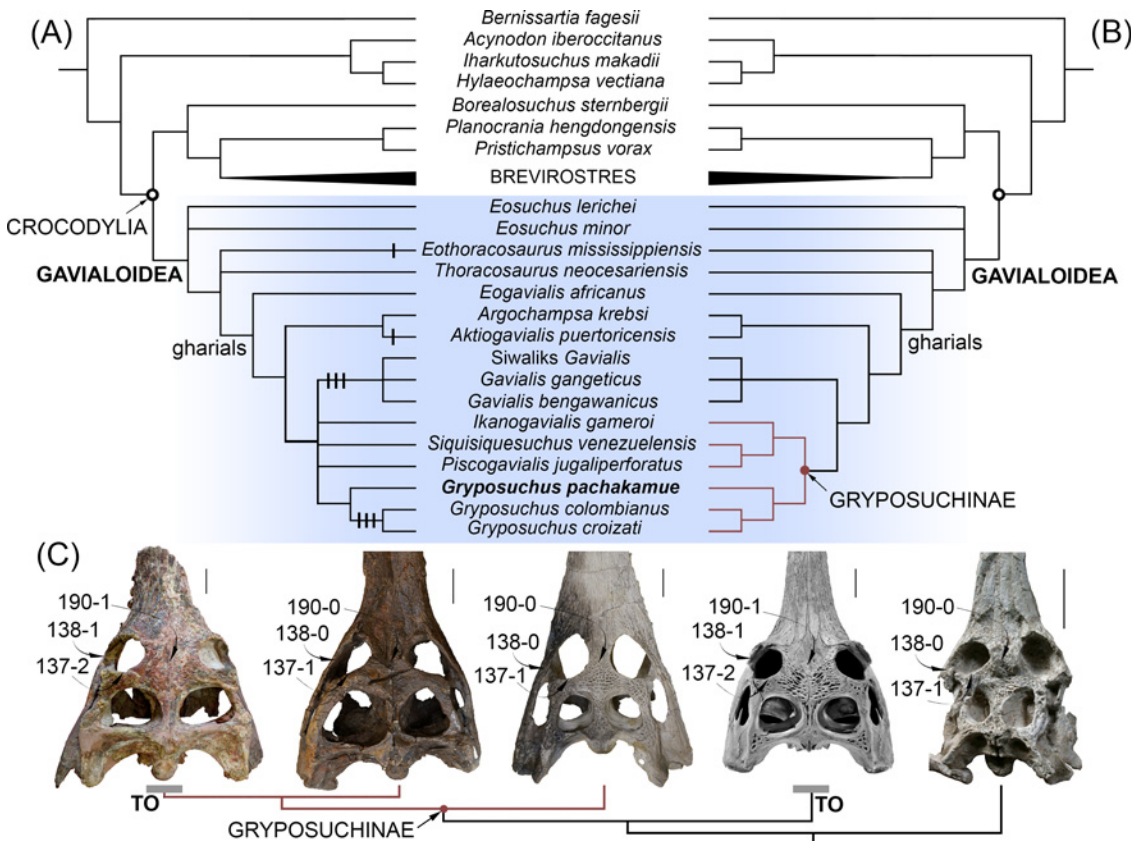 (A)
(B)
Bernissartia fagesii
Acynodon iberoccitanus
Iharkutosuchus makadii
Hylaeochampsa vectiana
Borealosuchus sternbergii
Planocrania hengdongensis
Pristichampsus vorax
BREVIROSTRES
CROCODYLIA
Eosuchus lerichei
Eosuchus minor
Eothoracosaurus mississippiensis
GAVIALOIDEA
Thoracosaurus neocesariensis
GAVIALOIDEA
Eogavialis africanus
Argochampsa krebsi
gharials
Aktiogavialis puertoricensis
gharials
Siwaliks Gavialis
Gavialis gangeticus
Gavialis bengawanicus
Ikanogavialis gameroi
Siquisiquesuchus venezuelensis
Piscogavialis jugaliperforatus
GRYPOSUCHINAE
Gryposuchus pachakamue
Gryposuchus colombianus
Gryposuchus croizati
(C)
190-1
138-1
137-2
190-0
138-0
137-1
190-0
138-0
137-1
190-1
138-1
137-2
190-0
138-0
137-1
TO
TO
GRYPOSUCHINAE